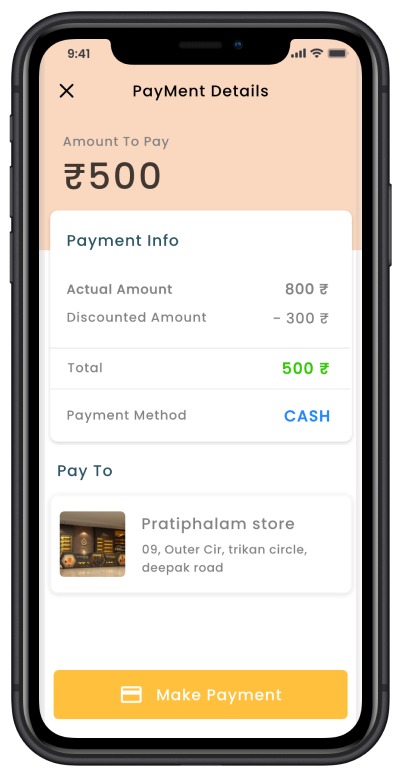 9:41
PayMent Details
Amount To Pay
₹500
Payment Info
Actual Amount 800 ₹
Discounted Amount - 300 ₹
Total 500 ₹
Payment Method CASH
Pay To
Pratiphalam store
09, Outer Cir, trikan circle,
deepak road
Make Payment